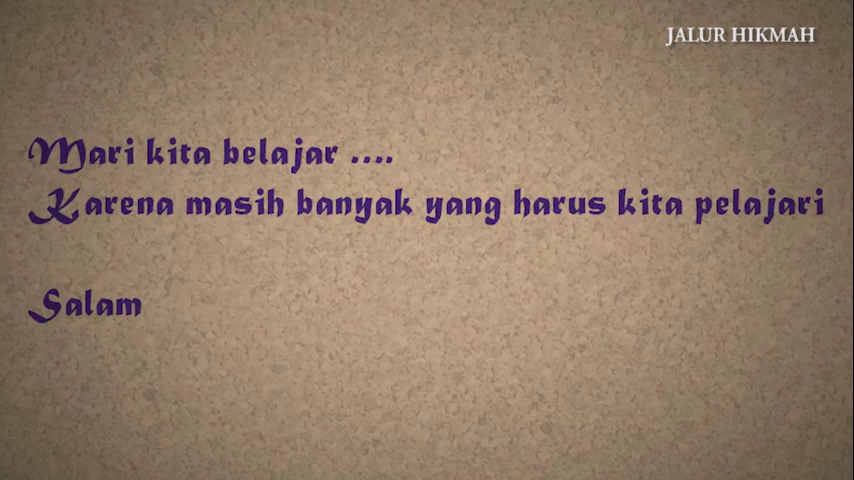 JALUR HIKMAH
Mari kita belajar ....
Karena masih banyak yang harus kita pelajari
Salam